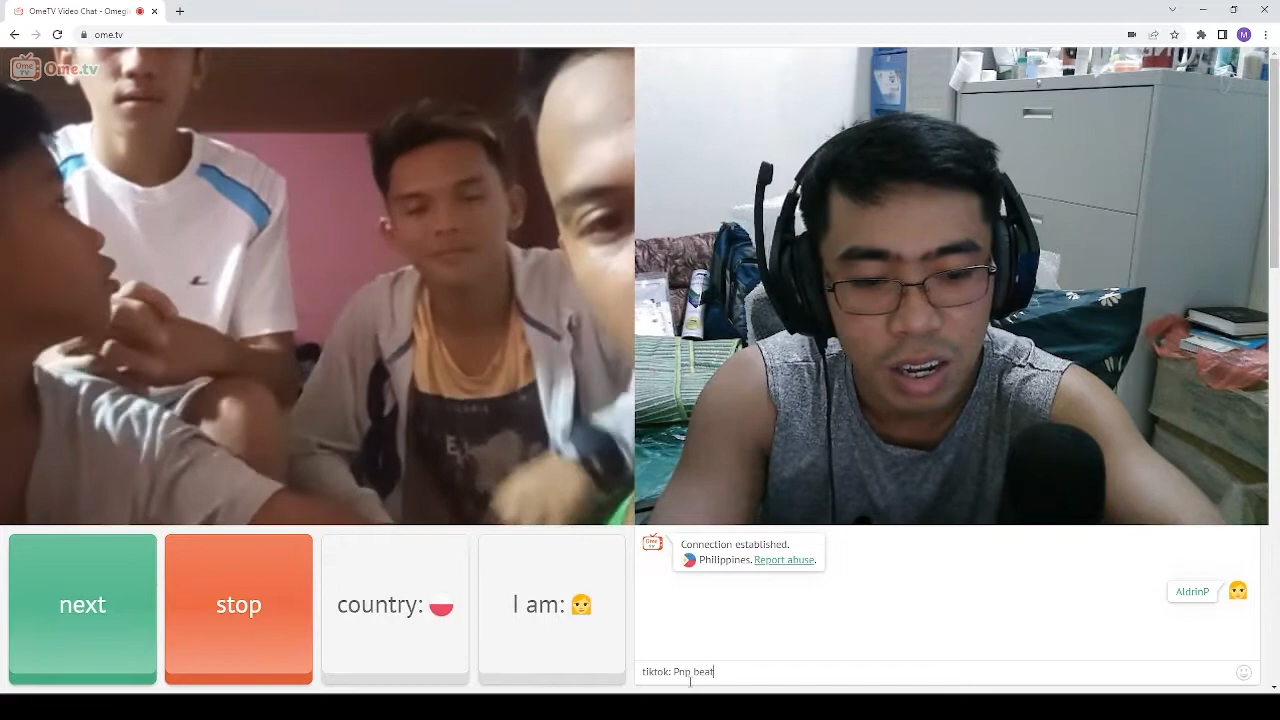 OmeTV Video Chat - Omegle
ome.tv
M
Ome.tv
next
stop
country:
I am:
Connection established.
Philippines. Report abuse.
AldrinP
tiktok: Pnp beat